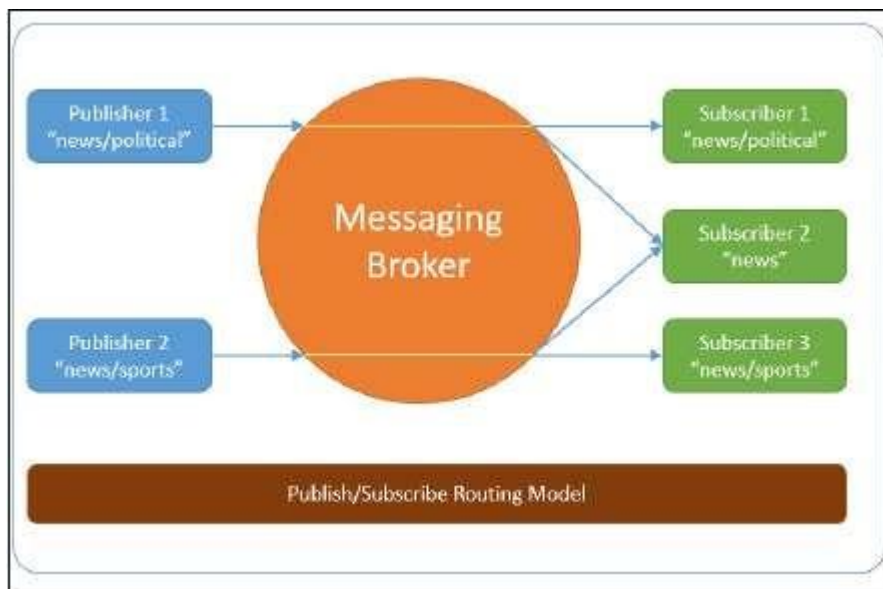 Publisher 1
"news/political"
Messaging
Broker
Subscriber 1
"news/political"
Subscriber 2
"news"
Publisher 2
"news/sports"
Subscriber 3
"news/sports"
Publish/Subscribe Routing Model